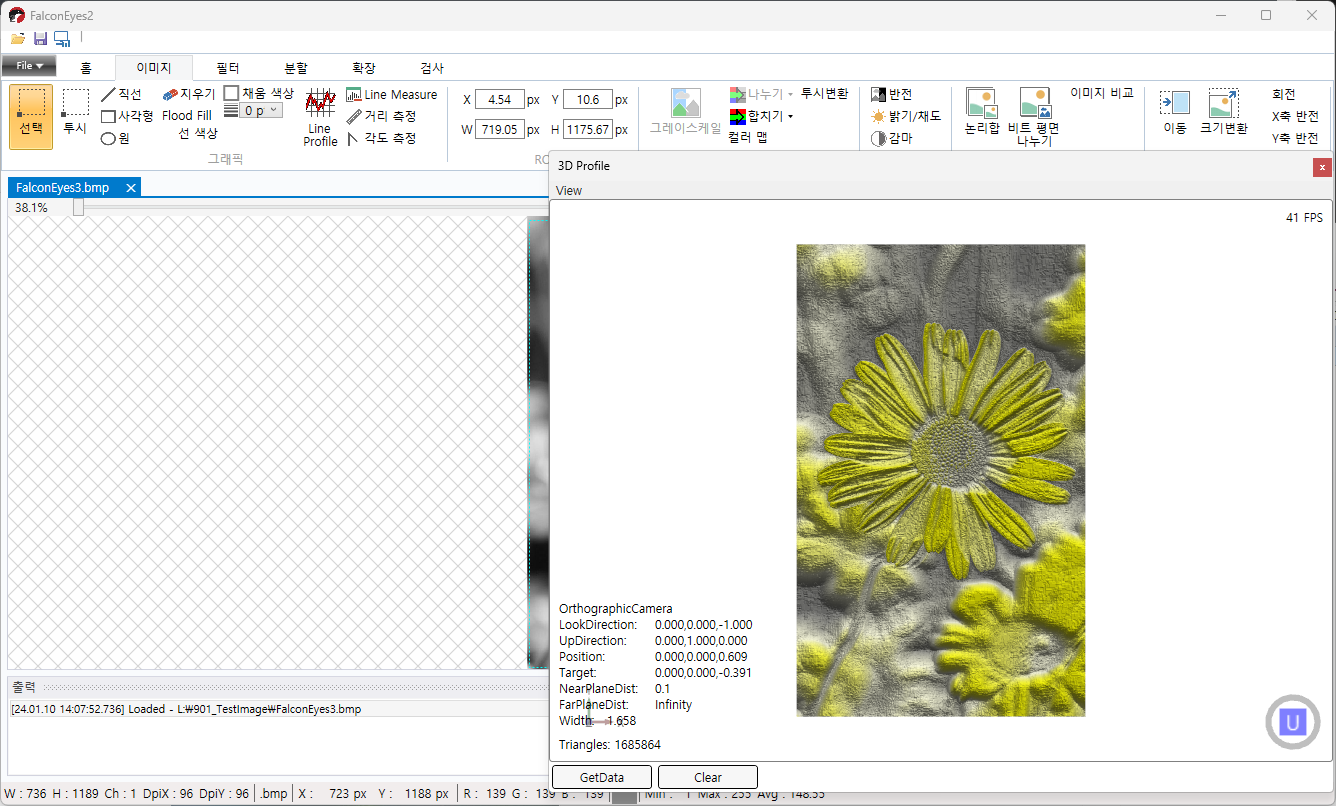 FalconEyes2
File
홈 이미지 필터 분할 확장 검사
선택
투시
직선
사각형
원
지우기
Flood Fill
선 색상
채움 색상
0 p
Line
Profile
Line Measure
거리 측정
각도 측정
그래픽
X 4.54 px Y 10.6 px
W 719.05 px H 1175.67 px
그레이스케일
나누기
합치기
컬러 맵
투시변환
반전
밝기/채도
감마
논리합
비트 평면
나누기
이미지 비교
이동
크기변환
회전
X축 반전
Y축 반전
FalconEyes3.bmp
38.1%
3D Profile
x
View
41 FPS
OrthographicCamera
LookDirection: 0.000,0.000,-1.000
UpDirection: 0.000,1.000,0.000
Position: 0.000,0.000,0.609
Target: 0.000,0.000,-0.391
NearPlaneDist: 0.1
FarPlaneDist: Infinity
Width: 1.658
Triangles: 1685864
U
GetData Clear
출력
[24.01.10 14:07:52.736] Loaded - L:₩901_TestImage₩FalconEyes3.bmp
W : 736 H : 1189 Ch : 1 DpiX : 96 DpiY : 96 .bmp X : 723 px Y : 1188 px R : 139 G : 139 B : 139 Min : 1 Max : 255 Avg : 148.55